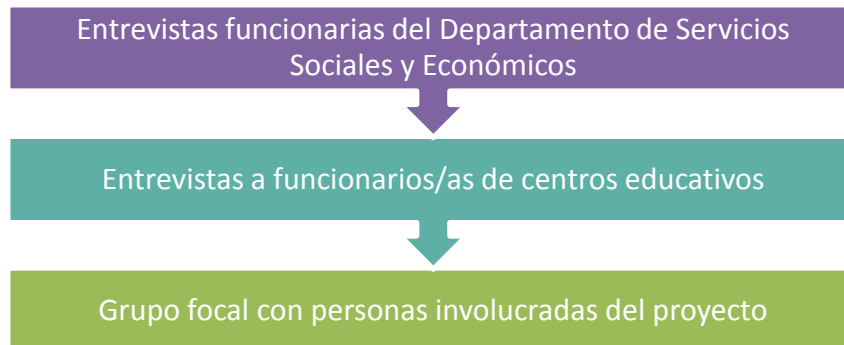 Entrevistas funcionarias del Departamento de Servicios
Sociales y Económicos
Entrevistas a funcionarios/as de centros educativos
Grupo focal con personas involucradas del proyecto